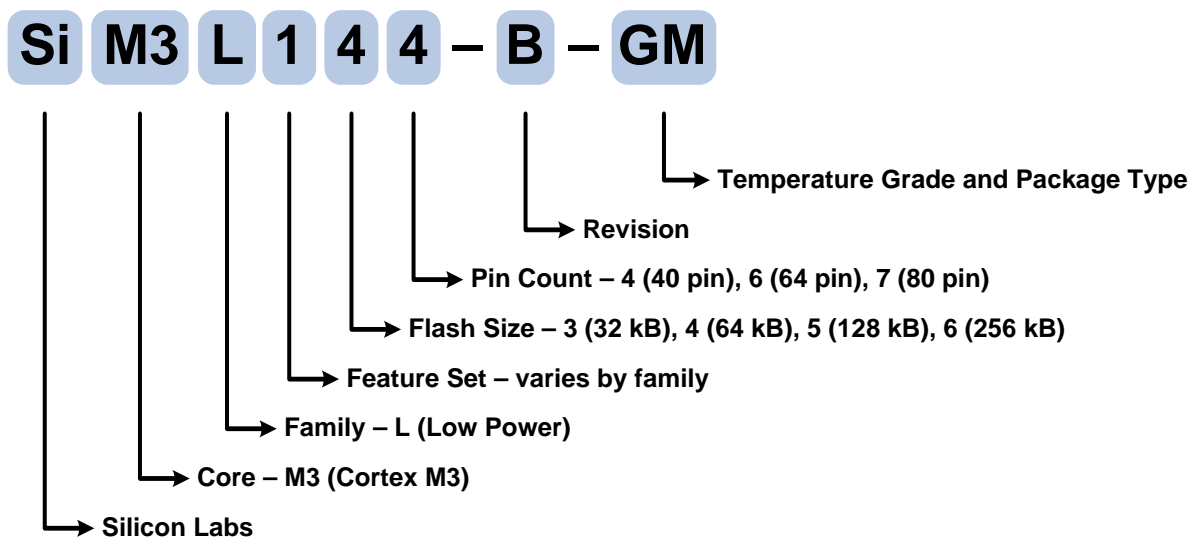 Si M3 L 1 4 4 – B – GM
Temperature Grade and Package Type
Revision
Pin Count – 4 (40 pin), 6 (64 pin), 7 (80 pin)
Flash Size – 3 (32 kB), 4 (64 kB), 5 (128 kB), 6 (256 kB)
Feature Set – varies by family
Family – L (Low Power)
Core – M3 (Cortex M3)
Silicon Labs